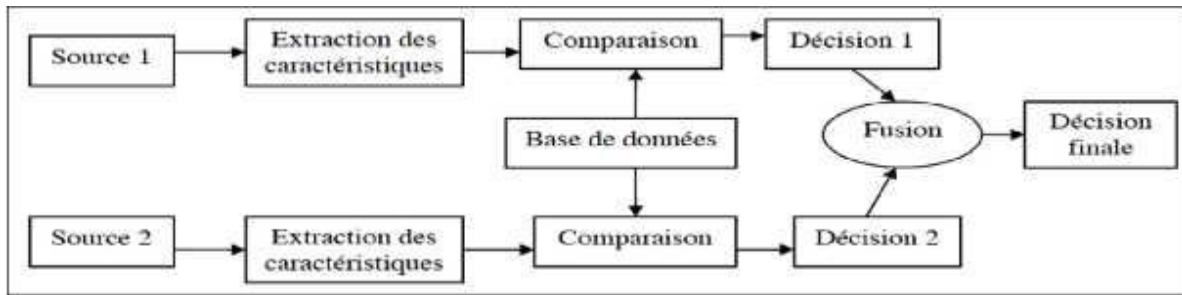 Source 1
Extraction des
caractéristiques
Comparaison
Décision 1
Base de données
Fusion
Décision
finale
Source 2
Extraction des
caractéristiques
Comparaison
Décision 2